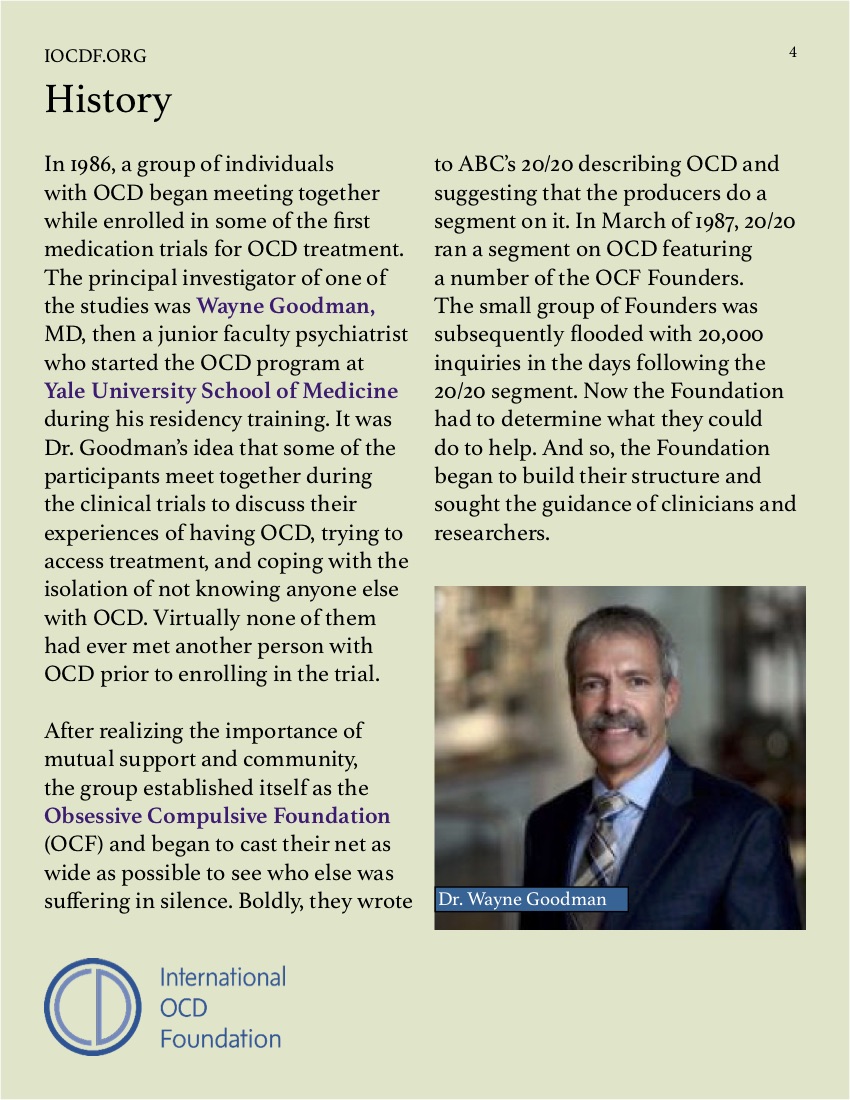 IOCDF.ORG
4
History
In 1986, a group of individuals
with OCD began meeting together
while enrolled in some of the first
medication trials for OCD treatment.
The principal investigator of one of
the studies was Wayne Goodman,
MD, then a junior faculty psychiatrist
who started the OCD program at
Yale University School of Medicine
during his residency training. It was
Dr. Goodman’s idea that some of the
participants meet together during
the clinical trials to discuss their
experiences of having OCD, trying to
access treatment, and coping with the
isolation of not knowing anyone else
with OCD. Virtually none of them
had ever met another person with
OCD prior to enrolling in the trial.
After realizing the importance of
mutual support and community,
the group established itself as the
Obsessive Compulsive Foundation
(OCF) and began to cast their net as
wide as possible to see who else was
suffering in silence. Boldly, they wrote
to ABC’s 20/20 describing OCD and
suggesting that the producers do a
segment on it. In March of 1987, 20/20
ran a segment on OCD featuring
a number of the OCF Founders.
The small group of Founders was
subsequently flooded with 20,000
inquiries in the days following the
20/20 segment. Now the Foundation
had to determine what they could
do to help. And so, the Foundation
began to build their structure and
sought the guidance of clinicians and
researchers.
Dr. Wayne Goodman
International
OCD
Foundation